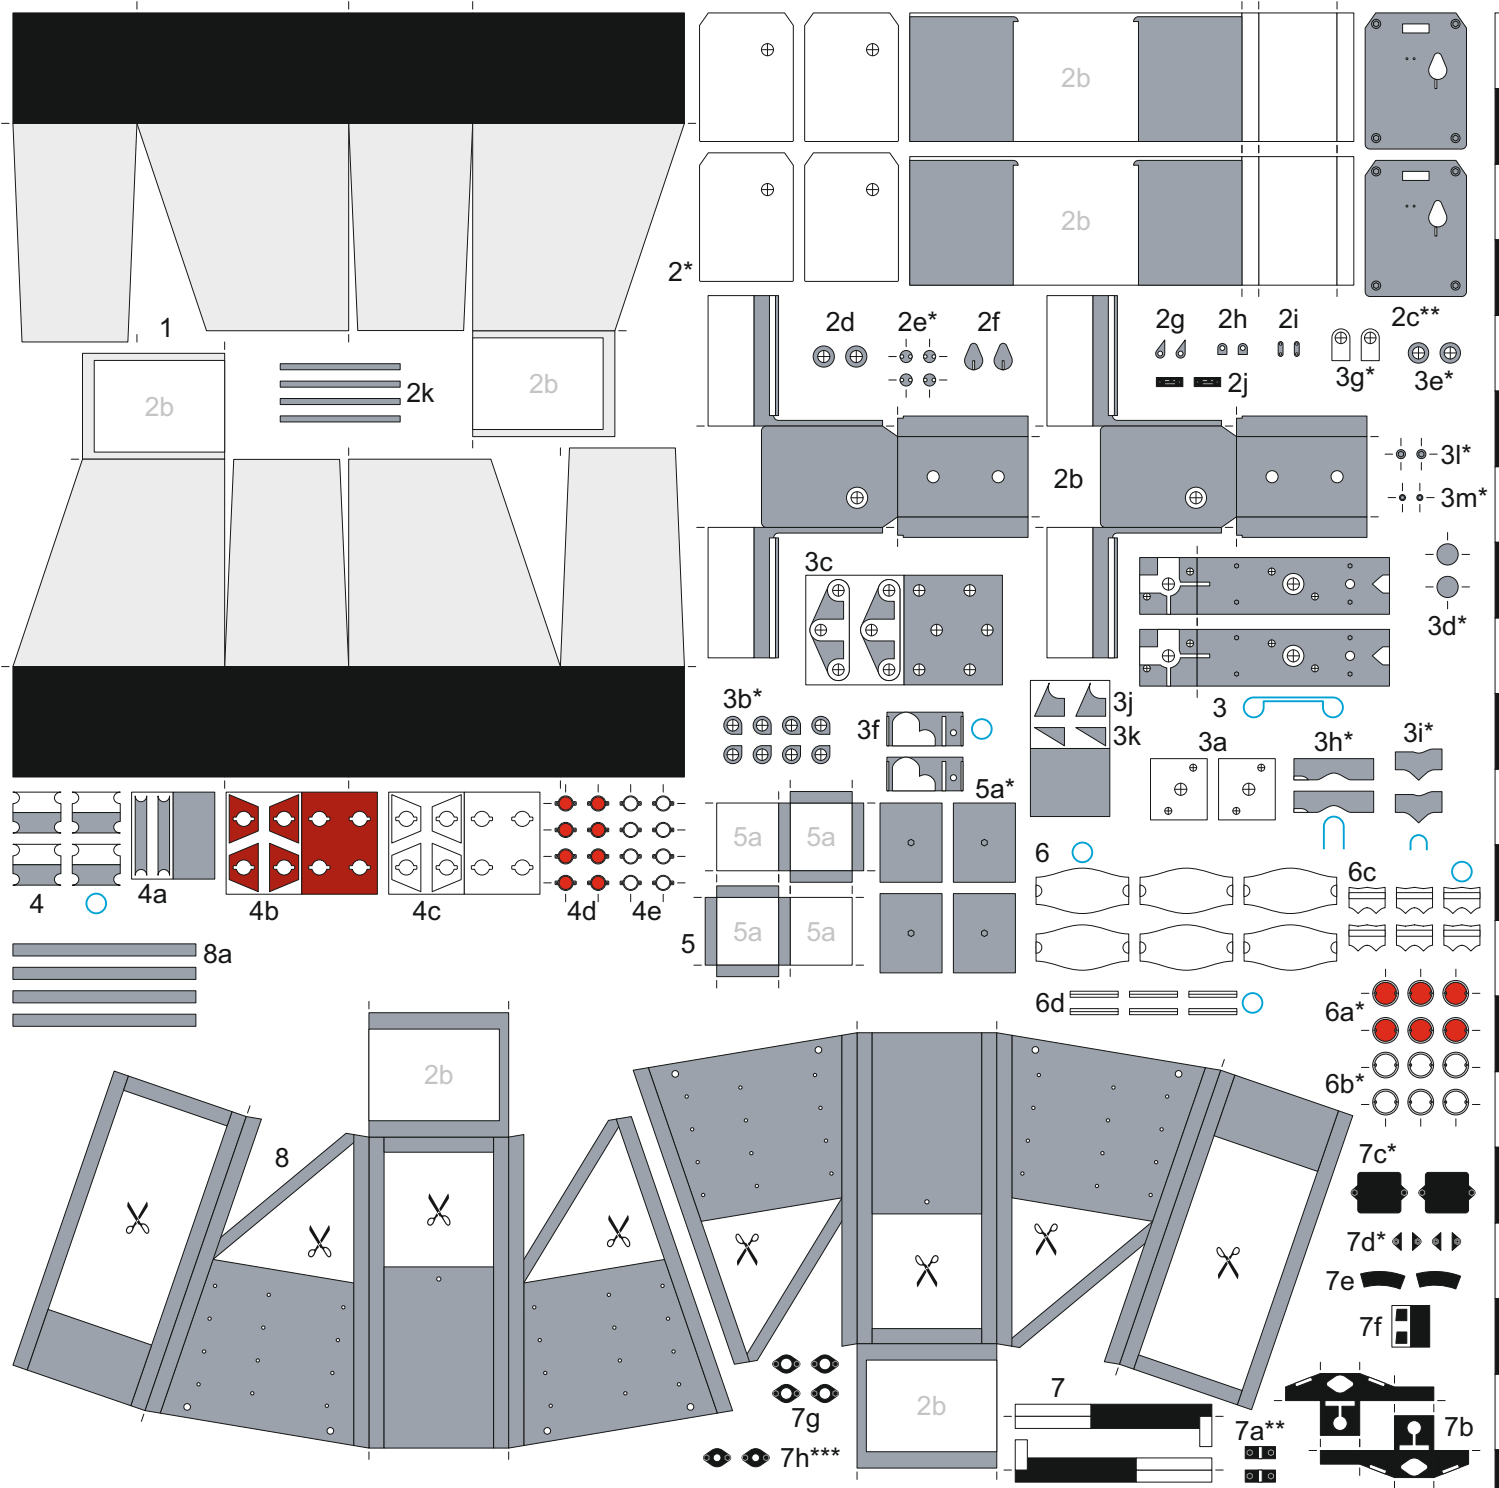 2b
2b
2*
1
2d
2e*
2f
2g
2h
2i
2c**
3g*
3e*
2j
2b
2b
2k
2b
3l*
3m*
3c
3d*
3b*
3f
3j
3k
3
3a
3h*
3i*
5a
5a
5a*
4
4a
4b
4c
4d
4e
5
5a
5a
6
6c
8a
6d
6a*
6b*
2b
8
7c*
7d*
7e
7f
7
7g
2b
7a**
7b
7h***